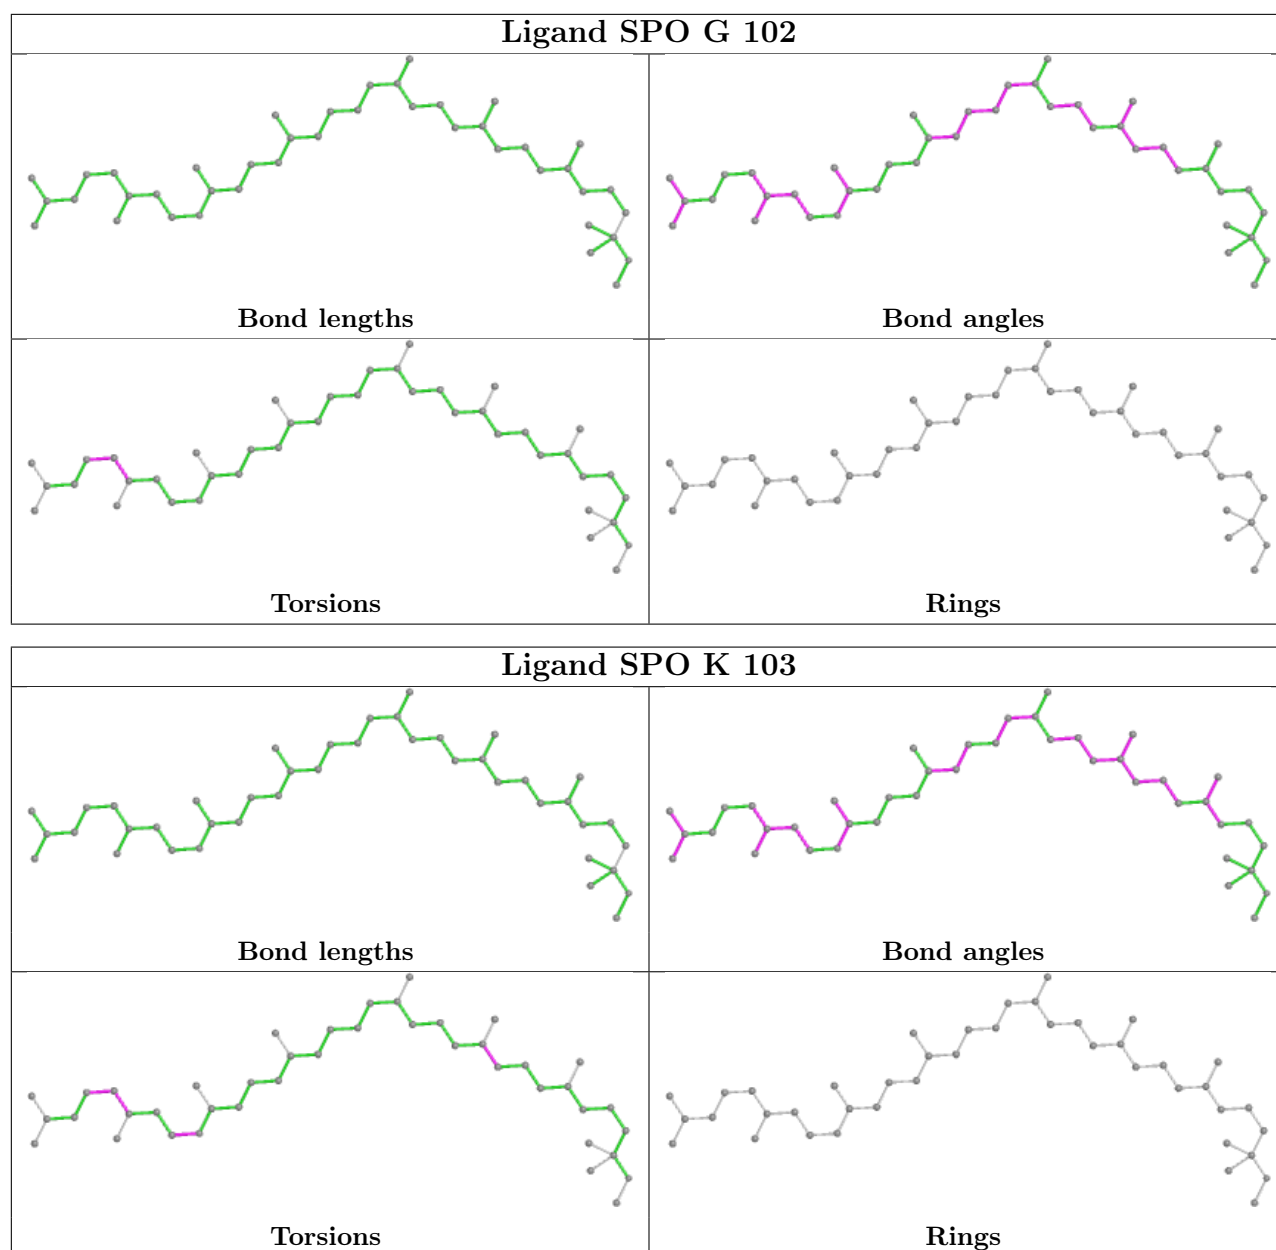 Ligand SPO G 102
Bond lengths
Bond angles
Torsions
Rings
Ligand SPO K 103
Bond lengths
Bond angles
Torsions
Rings